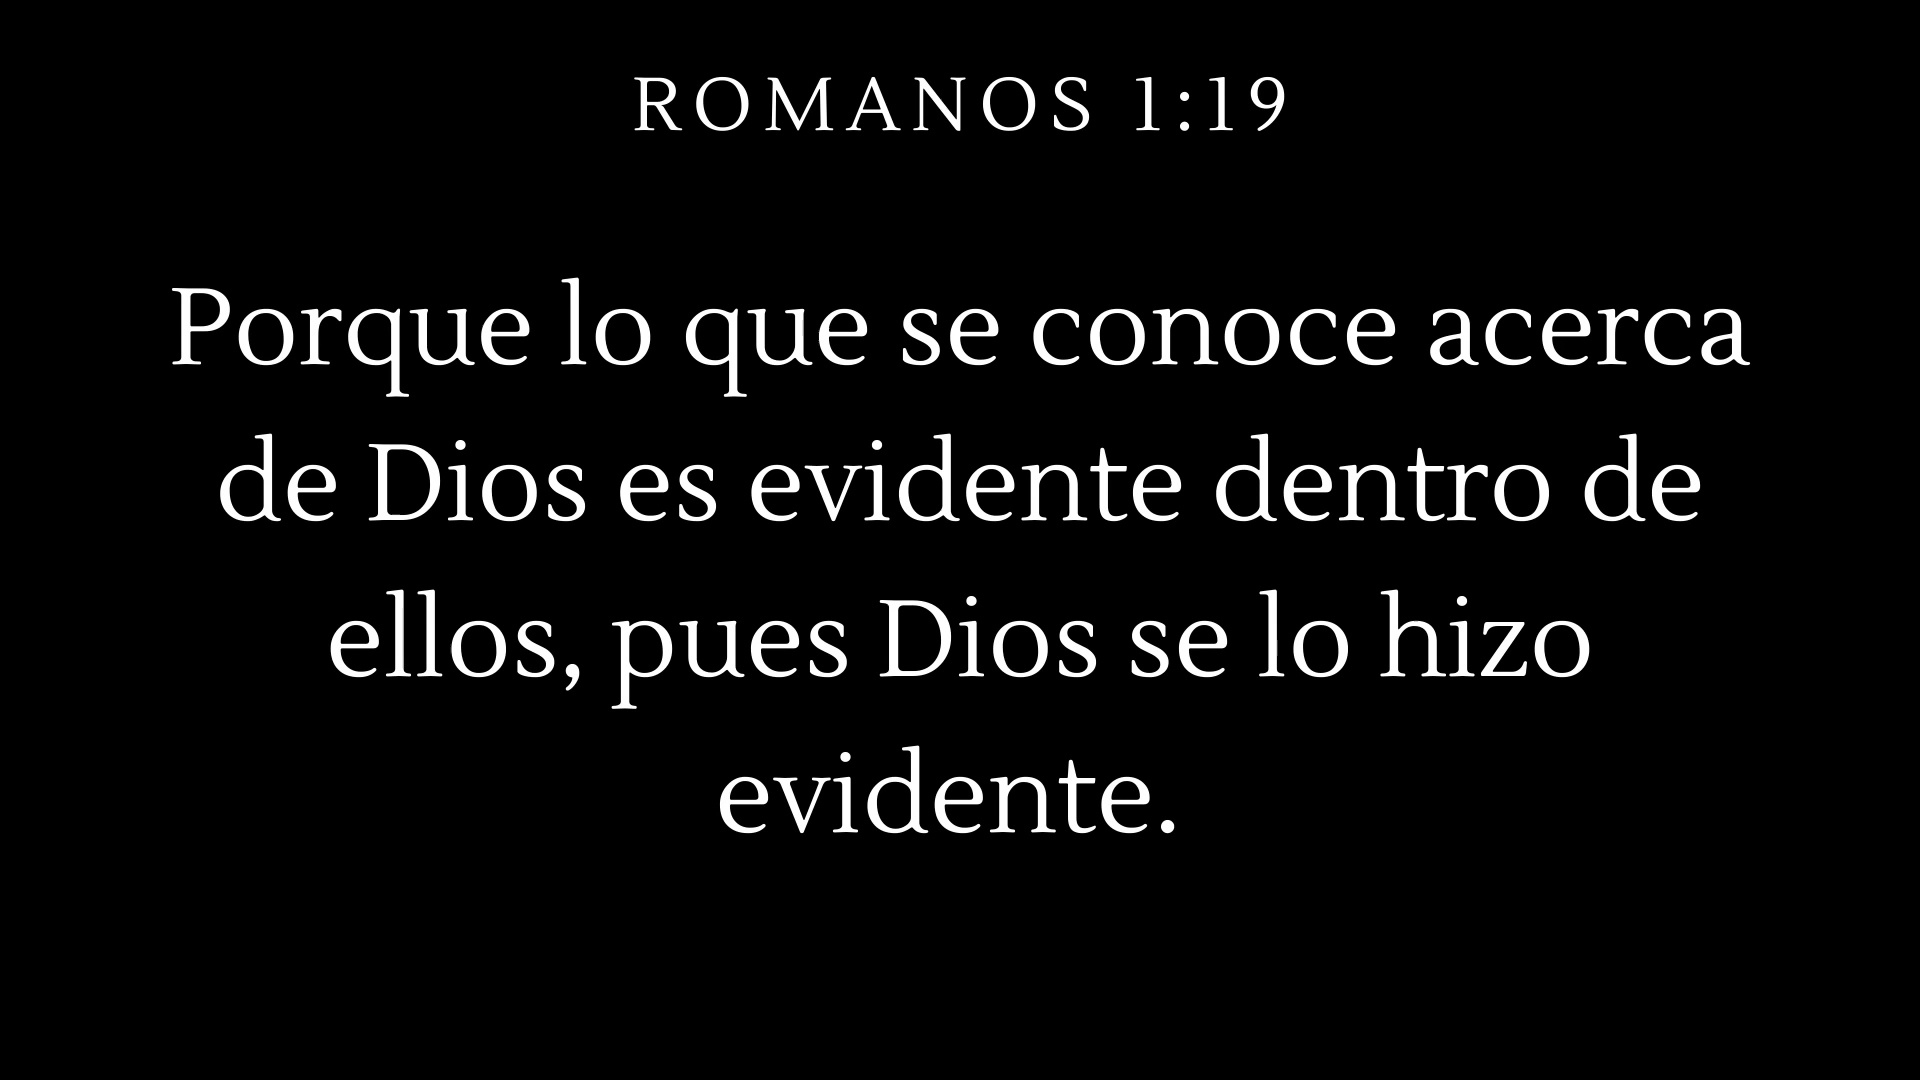 ROMANOS 1:19
Porque lo que se conoce acerca
de Dios es evidente dentro de
ellos, pues Dios se lo hizo
evidente.